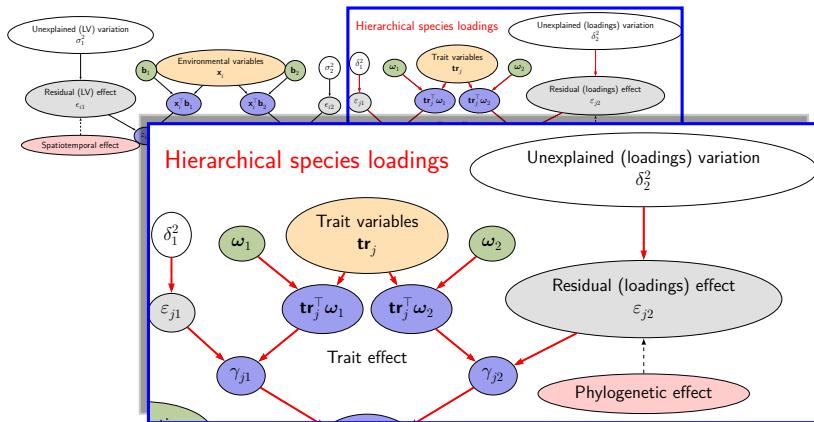 Unexplained (LV) variation
σ₁²
Environmental variables
xᵢ
b₁
b₂
xᵢ⊤b₁
xᵢ⊤b₂
σ₂²
Residual (LV) effect
ϵᵢ₁
ϵᵢ₂
Spatiotemporal effect
Hierarchical species loadings
Unexplained (loadings) variation
δ₂²
δ₁²
ω₁
Trait variables
trⱼ
ω₂
εⱼ₁
trⱼ⊤ω₁
trⱼ⊤ω₂
Residual (loadings) effect
εⱼ₂
Hierarchical species loadings
Unexplained (loadings) variation
δ₂²
δ₁²
ω₁
Trait variables
trⱼ
ω₂
εⱼ₁
trⱼ⊤ω₁
trⱼ⊤ω₂
Residual (loadings) effect
εⱼ₂
Trait effect
γⱼ₁
γⱼ₂
Phylogenetic effect